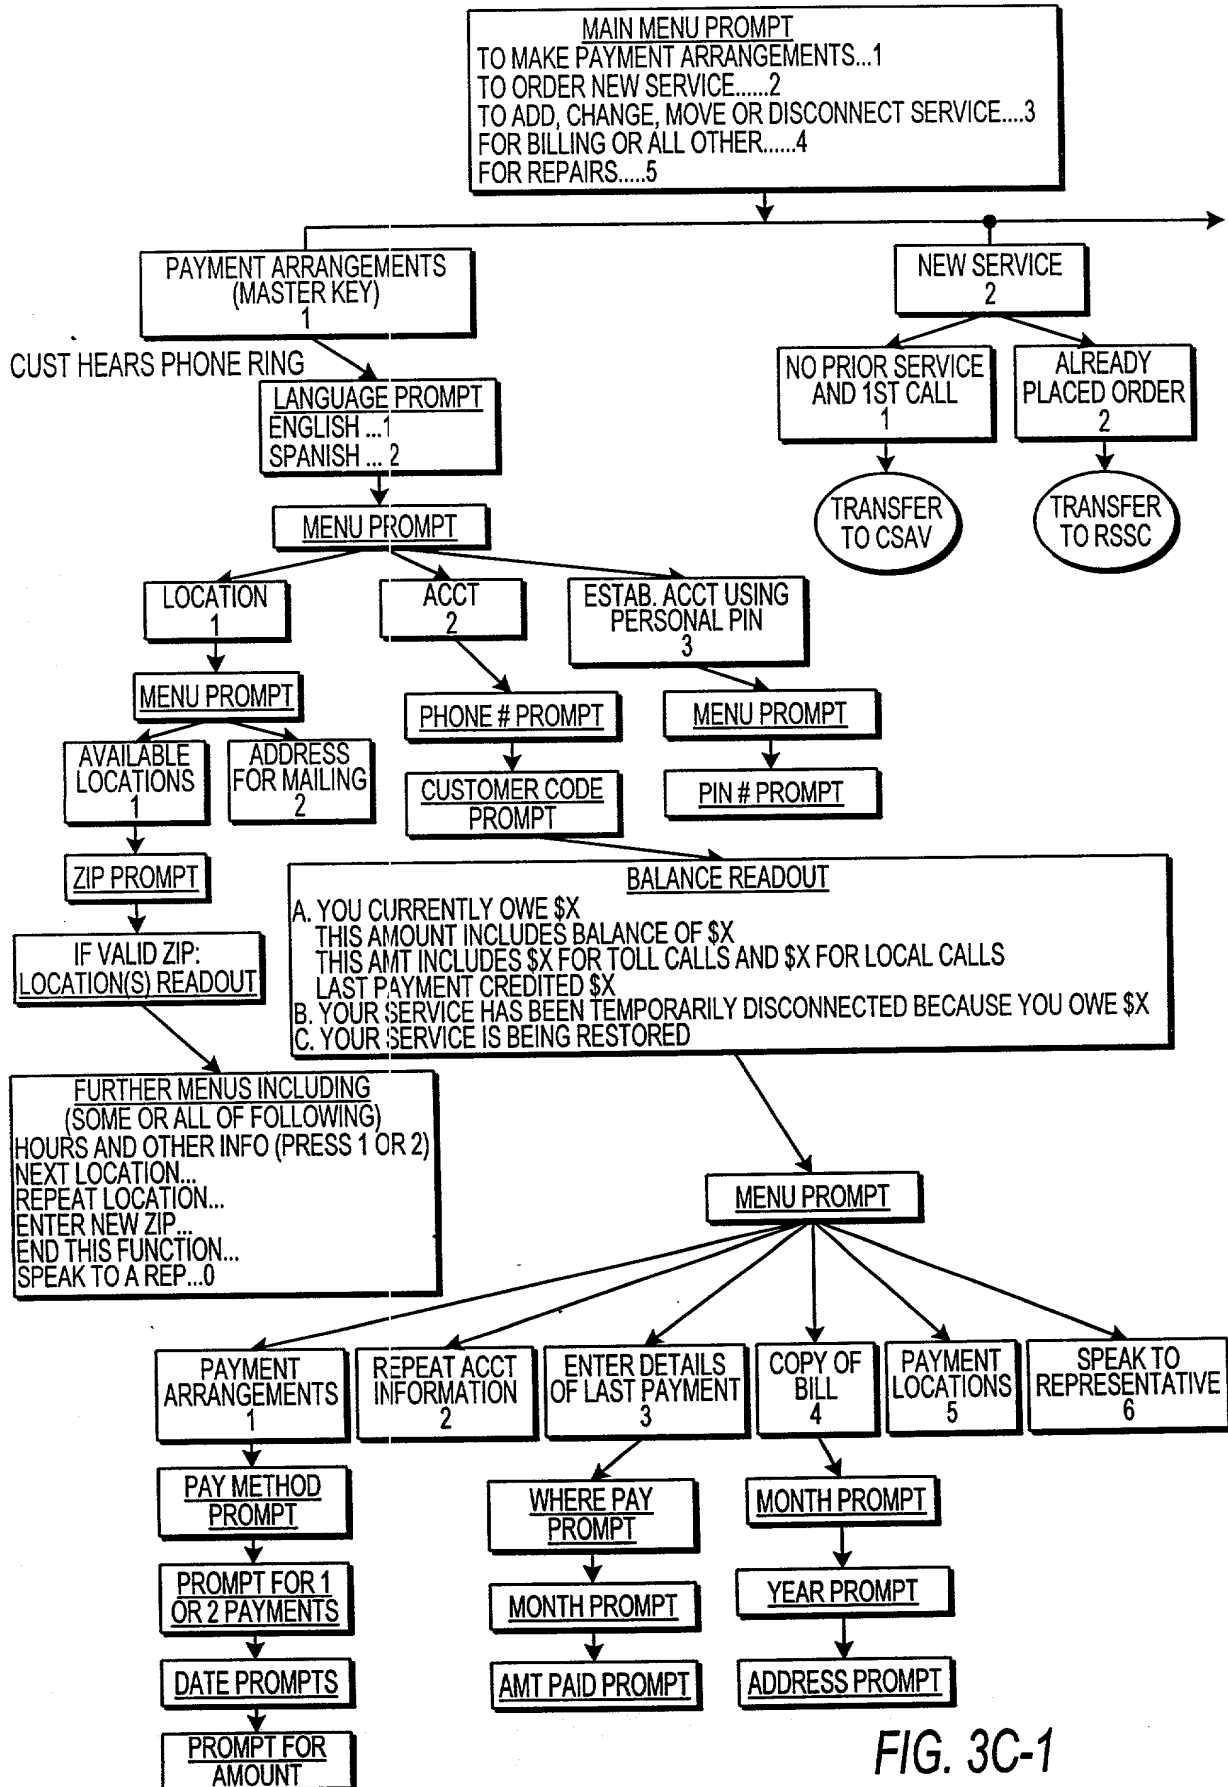 MAIN MENU PROMPT
TO MAKE PAYMENT ARRANGEMENTS...1
TO ORDER NEW SERVICE......2
TO ADD, CHANGE, MOVE OR DISCONNECT SERVICE....3
FOR BILLING OR ALL OTHER......4
FOR REPAIRS.....5
PAYMENT ARRANGEMENTS
(MASTER KEY)
1
NEW SERVICE
2
CUST HEARS PHONE RING
LANGUAGE PROMPT
ENGLISH ...1
SPANISH ... 2
NO PRIOR SERVICE
AND 1ST CALL
1
ALREADY
PLACED ORDER
2
TRANSFER
TO CSAV
TRANSFER
TO RSSC
MENU PROMPT
LOCATION
1
ACCT
2
ESTAB. ACCT USING
PERSONAL PIN
3
MENU PROMPT
PHONE # PROMPT
MENU PROMPT
AVAILABLE
LOCATIONS
1
ADDRESS
FOR MAILING
2
CUSTOMER CODE
PROMPT
PIN # PROMPT
ZIP PROMPT
IF VALID ZIP:
LOCATION(S) READOUT
BALANCE READOUT
A. YOU CURRENTLY OWE $X
THIS AMOUNT INCLUDES BALANCE OF $X
THIS AMT INCLUDES $X FOR TOLL CALLS AND $X FOR LOCAL CALLS
LAST PAYMENT CREDITED $X
B. YOUR SERVICE HAS BEEN TEMPORARILY DISCONNECTED BECAUSE YOU OWE $X
C. YOUR SERVICE IS BEING RESTORED
FURTHER MENUS INCLUDING
(SOME OR ALL OF FOLLOWING)
HOURS AND OTHER INFO (PRESS 1 OR 2)
NEXT LOCATION...
REPEAT LOCATION...
ENTER NEW ZIP...
END THIS FUNCTION...
SPEAK TO A REP...0
MENU PROMPT
PAYMENT
ARRANGEMENTS
1
REPEAT ACCT
INFORMATION
2
ENTER DETAILS
OF LAST PAYMENT
3
COPY OF
BILL
4
PAYMENT
LOCATIONS
5
SPEAK TO
REPRESENTATIVE
6
PAY METHOD
PROMPT
PROMPT FOR 1
OR 2 PAYMENTS
DATE PROMPTS
PROMPT FOR
AMOUNT
WHERE PAY
PROMPT
MONTH PROMPT
AMT PAID PROMPT
MONTH PROMPT
YEAR PROMPT
ADDRESS PROMPT
FIG. 3C-1